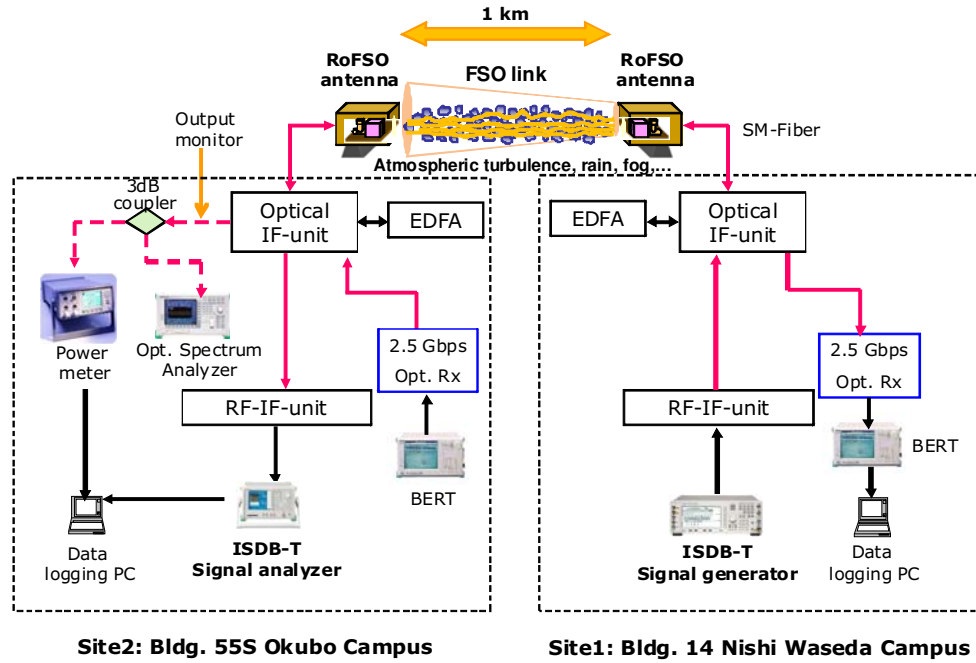 1 km
RoFSO
antenna
FSO link
RoFSO
antenna
Output
monitor
SM-Fiber
Atmospheric turbulence, rain, fog,...
3dB
coupler
Optical
IF-unit
EDFA
Power
meter
Opt. Spectrum
Analyzer
2.5 Gbps
Opt. Rx
RF-IF-unit
BERT
Data
logging PC
ISDB-T
Signal analyzer
EDFA
Optical
IF-unit
2.5 Gbps
Opt. Rx
RF-IF-unit
BERT
ISDB-T
Signal generator
Data
logging PC
Site2: Bldg. 55S Okubo Campus
Site1: Bldg. 14 Nishi Waseda Campus